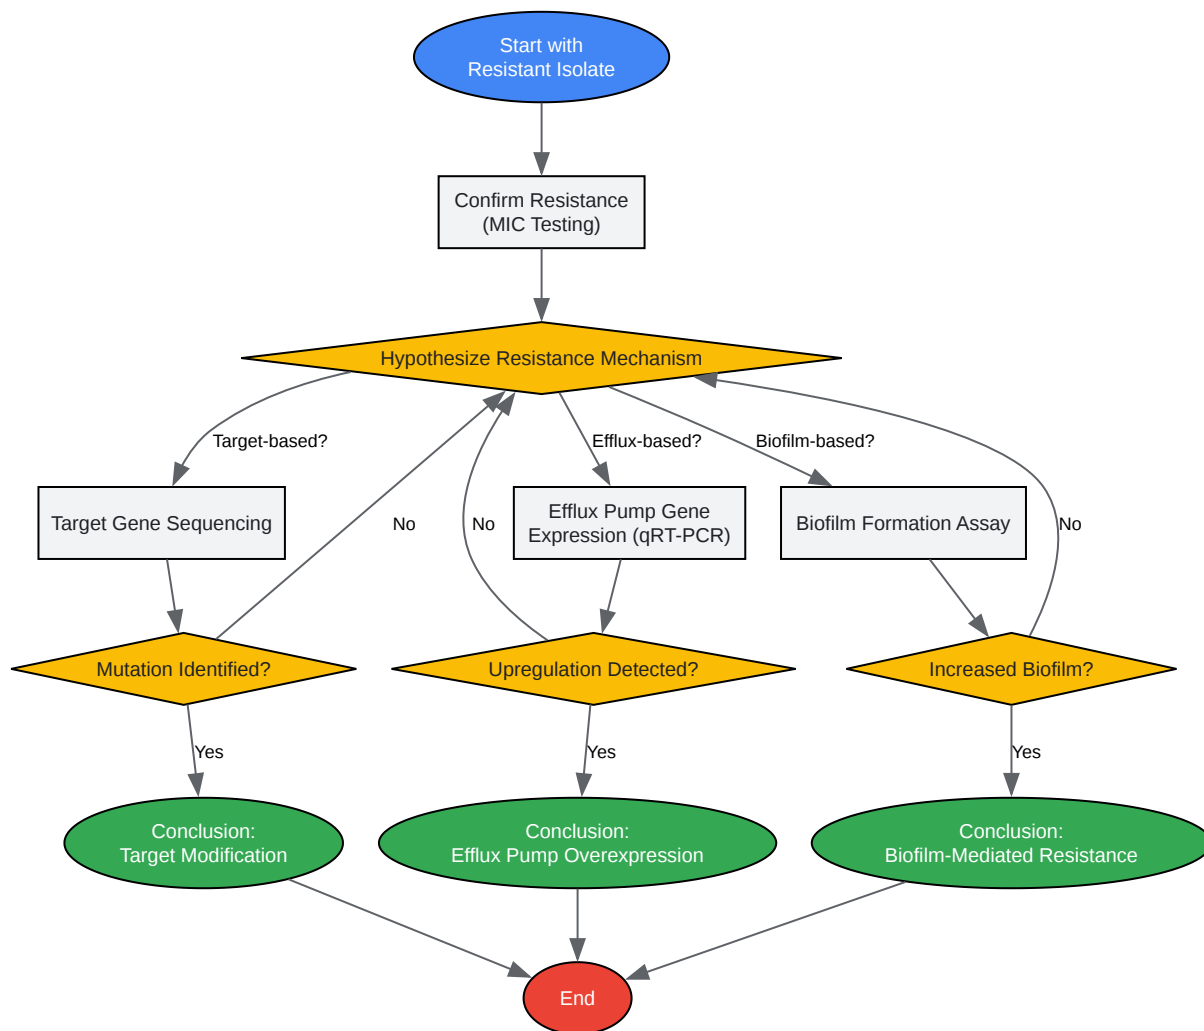 Start with
Resistant Isolate
Confirm Resistance
(MIC Testing)
Hypothesize Resistance Mechanism
Target-based?
Efflux-based?
Biofilm-based?
Target Gene Sequencing
No
No
Efflux Pump Gene
Expression (qRT-PCR)
Biofilm Formation Assay
No
Mutation Identified?
Upregulation Detected?
Increased Biofilm?
Yes
Yes
Yes
Conclusion:
Target Modification
Conclusion:
Efflux Pump Overexpression
Conclusion:
Biofilm-Mediated Resistance
End